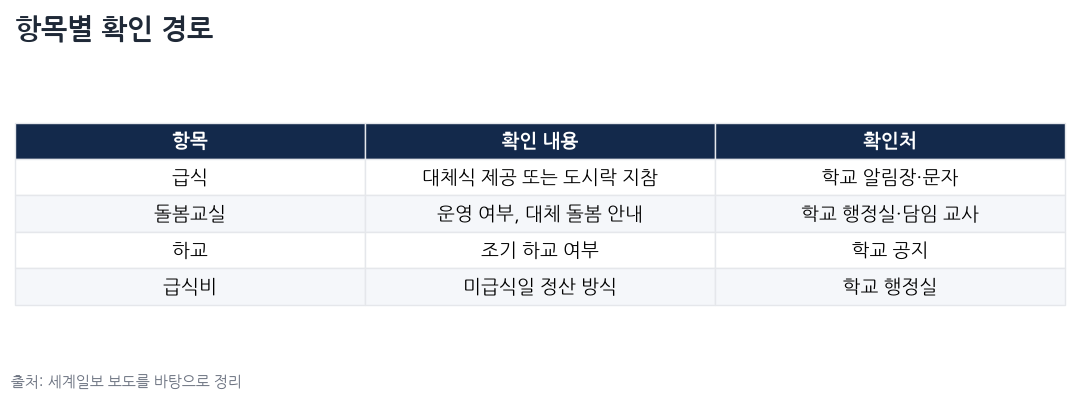 항목별 확인 경로
항목 확인 내용 확인처
급식 대체식 제공 또는 도시락 지참 학교 알림장·문자
돌봄교실 운영 여부, 대체 돌봄 안내 학교 행정실·담임 교사
하교 조기 하교 여부 학교 공지
급식비 미급식일 정산 방식 학교 행정실
출처: 세계일보 보도를 바탕으로 정리